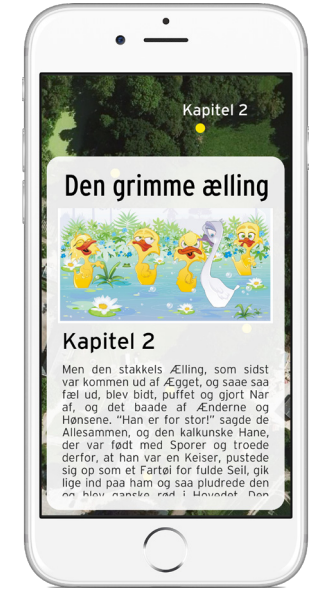 Kapitel 2
Den grimme ælling
Kapitel 2
Men den stakkels Ælling, som sidst
var kommen ud af Ægget, og saae saa
fæl ud, blev bidt, puffet og gjort Nar
af, og det baade af Ænderne og
Hønsene. “Han er for stor!” sagde de
Allesammen, og den kalkunske Hane,
der var født med Sporer og troede
derfor, at han var en Keiser, pustede
sig op som et Fartøi for fulde Seil, gik
lige ind paa ham og saa pludrede den
og blev ganske rød i Hovedet. Den